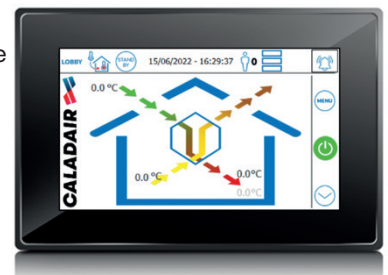 e
LOBBY
STAND
BY
15/06/2022 - 16:29:37
0
CALADAIR
0.0 °C
MENU
0.0 °C
0.0°C
0.0°C